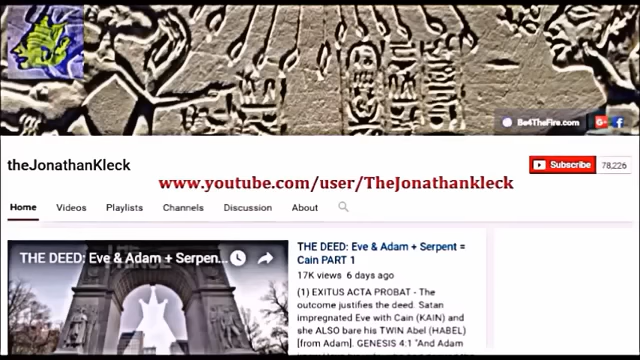 Be4TheFire.com
theJonathanKleck
Subscribe 78,226
www.youtube.com/user/TheJonathankleck
Home Videos Playlists Channels Discussion About
THE DEED: Eve & Adam + Serpen...
THE DEED: Eve & Adam + Serpent =
Cain PART 1
17K views 6 days ago
(1) EXITUS ACTA PROBAT - The
outcome justifies the deed. Satan
impregnated Eve with Cain (KAIN) and
she ALSO bare his TWIN Abel (HABEL)
[from Adam]. GENESIS 4:1 "And Adam